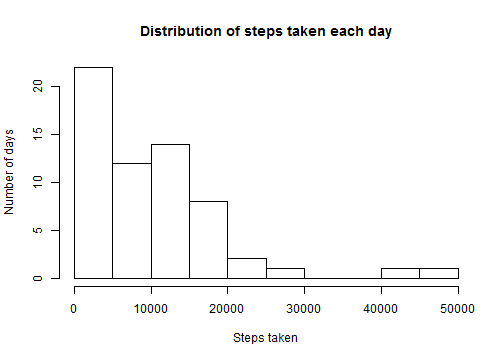 Distribution of steps taken each day
Number of days
20
15
10
5
0
0 10000 20000 30000 40000 50000
Steps taken